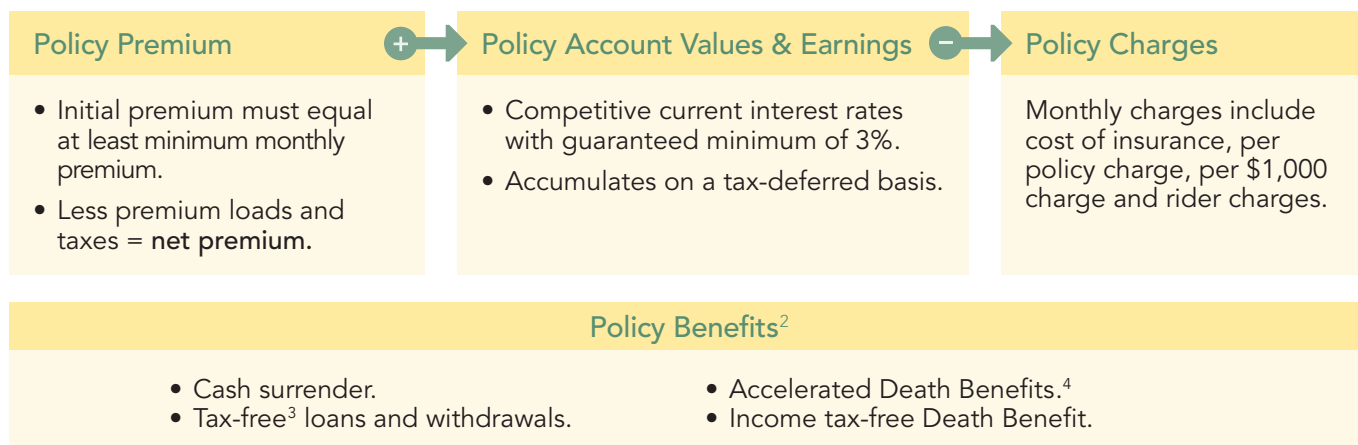 Policy Premium
+
Policy Account Values & Earnings
−
Policy Charges
• Initial premium must equal
at least minimum monthly
premium.
• Less premium loads and
taxes = net premium.
• Competitive current interest rates
with guaranteed minimum of 3%.
• Accumulates on a tax-deferred basis.
Monthly charges include
cost of insurance, per
policy charge, per $1,000
charge and rider charges.
Policy Benefits²
• Cash surrender.
• Tax-free³ loans and withdrawals.
• Accelerated Death Benefits.⁴
• Income tax-free Death Benefit.